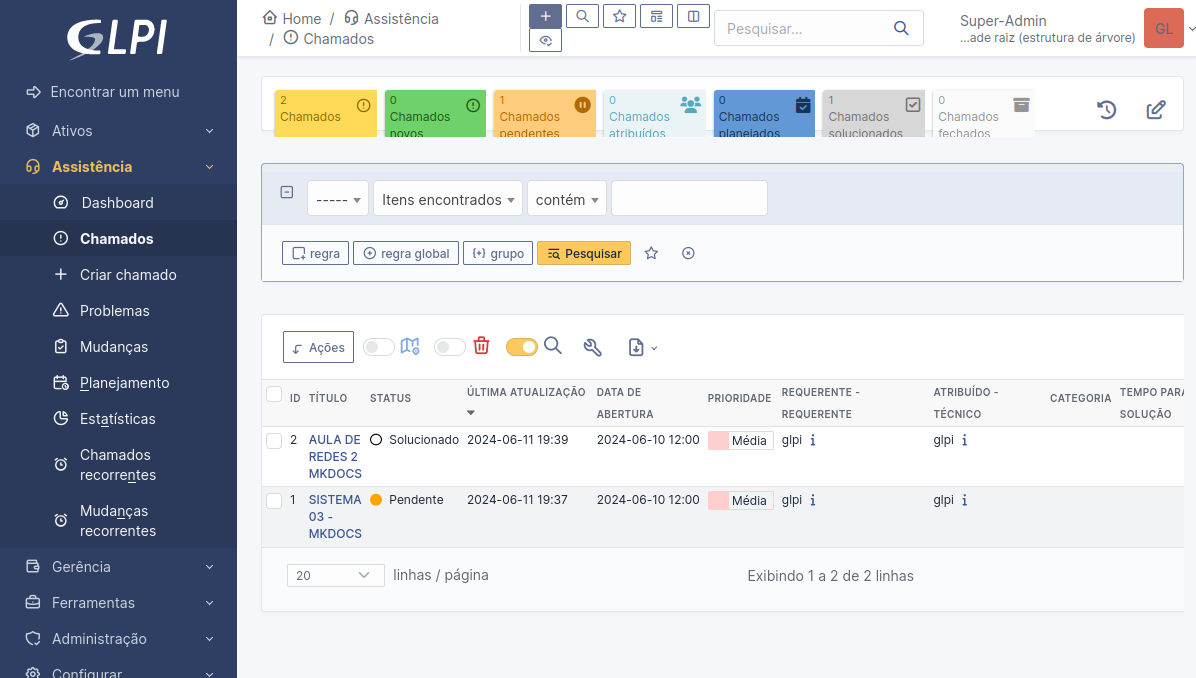 GLPI
Encontrar um menu
Ativos
Assistência
Dashboard
Chamados
Criar chamado
Problemas
Mudanças
Planejamento
Estatísticas
Chamados
recorrentes
Mudanças
recorrentes
Gerência
Ferramentas
Administração
Configurar
Home / Assistência
/ Chamados
Pesquisar...
Super-Admin
...ade raiz (estrutura de árvore)
GL
2
Chamados
0
Chamados
novos
1
Chamados
pendentes
0
Chamados
atribuídos
0
Chamados
planejados
1
Chamados
solucionados
0
Chamados
fechados
----- Itens encontrados contém
regra regra global grupo Pesquisar
Ações
ID TÍTULO STATUS ÚLTIMA ATUALIZAÇÃO DATA DE ABERTURA PRIORIDADE REQUERENTE - REQUERENTE ATRIBUÍDO - TÉCNICO CATEGORIA TEMPO PARA SOLUÇÃO
2 AULA DE Solucionado 2024-06-11 19:39 2024-06-10 12:00 Média glpi i glpi i
REDES 2
MKDOCS
1 SISTEMA Pendente 2024-06-11 19:37 2024-06-10 12:00 Média glpi i glpi i
03 -
MKDOCS
20 linhas / página Exibindo 1 a 2 de 2 linhas